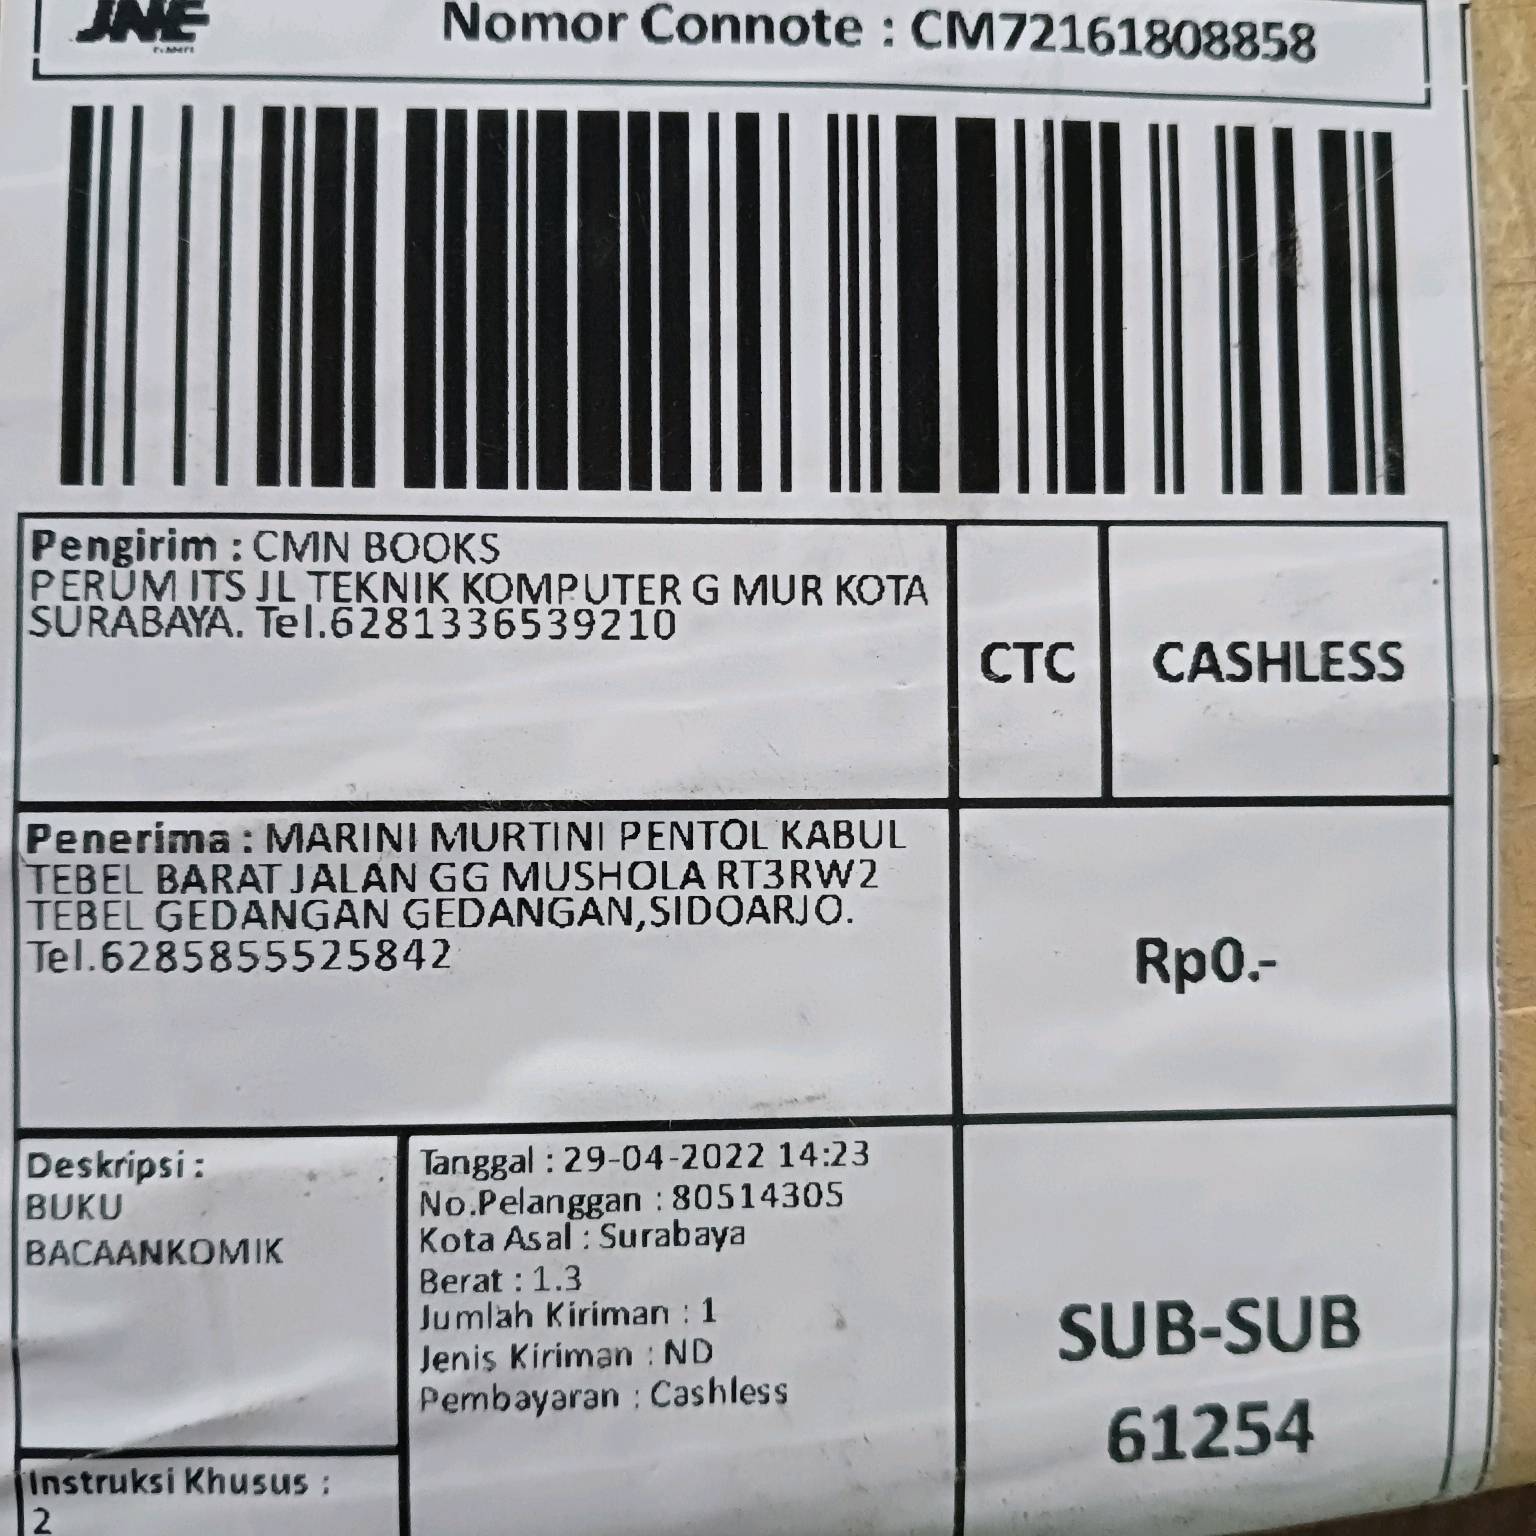 JNE
Nomor Connote : CM72161808858
Pengirim : CMN BOOKS
PERUM ITS JL TEKNIK KOMPUTER G MUR KOTA
SURABAYA. Tel.6281336539210
CTC
CASHLESS
Penerima : MARINI MURTINI PENTOL KABUL
TEBEL BARAT JALAN GG MUSHOLA RT3RW2
TEBEL GEDANGAN GEDANGAN,SIDOARJO.
Tel.6285855525842
Rp0.-
Deskripsi :
BUKU
BACAANKOMIK
Tanggal : 29-04-2022 14:23
No.Pelanggan : 80514305
Kota Asal : Surabaya
Berat : 1.3
Jumlah Kiriman : 1
Jenis Kiriman : ND
Pembayaran : Cashless
SUB-SUB
61254
Instruksi Khusus :
2